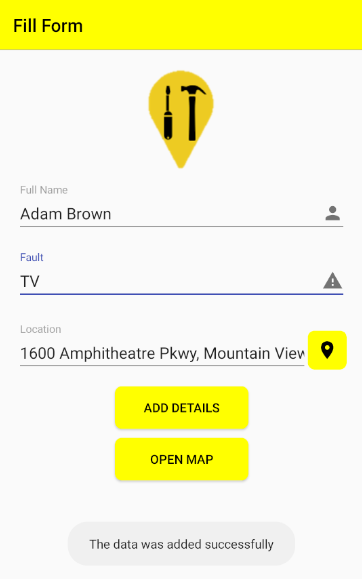 Fill Form
Full Name
Adam Brown
Fault
TV
Location
1600 Amphitheatre Pkwy, Mountain View
ADD DETAILS
OPEN MAP
The data was added successfully